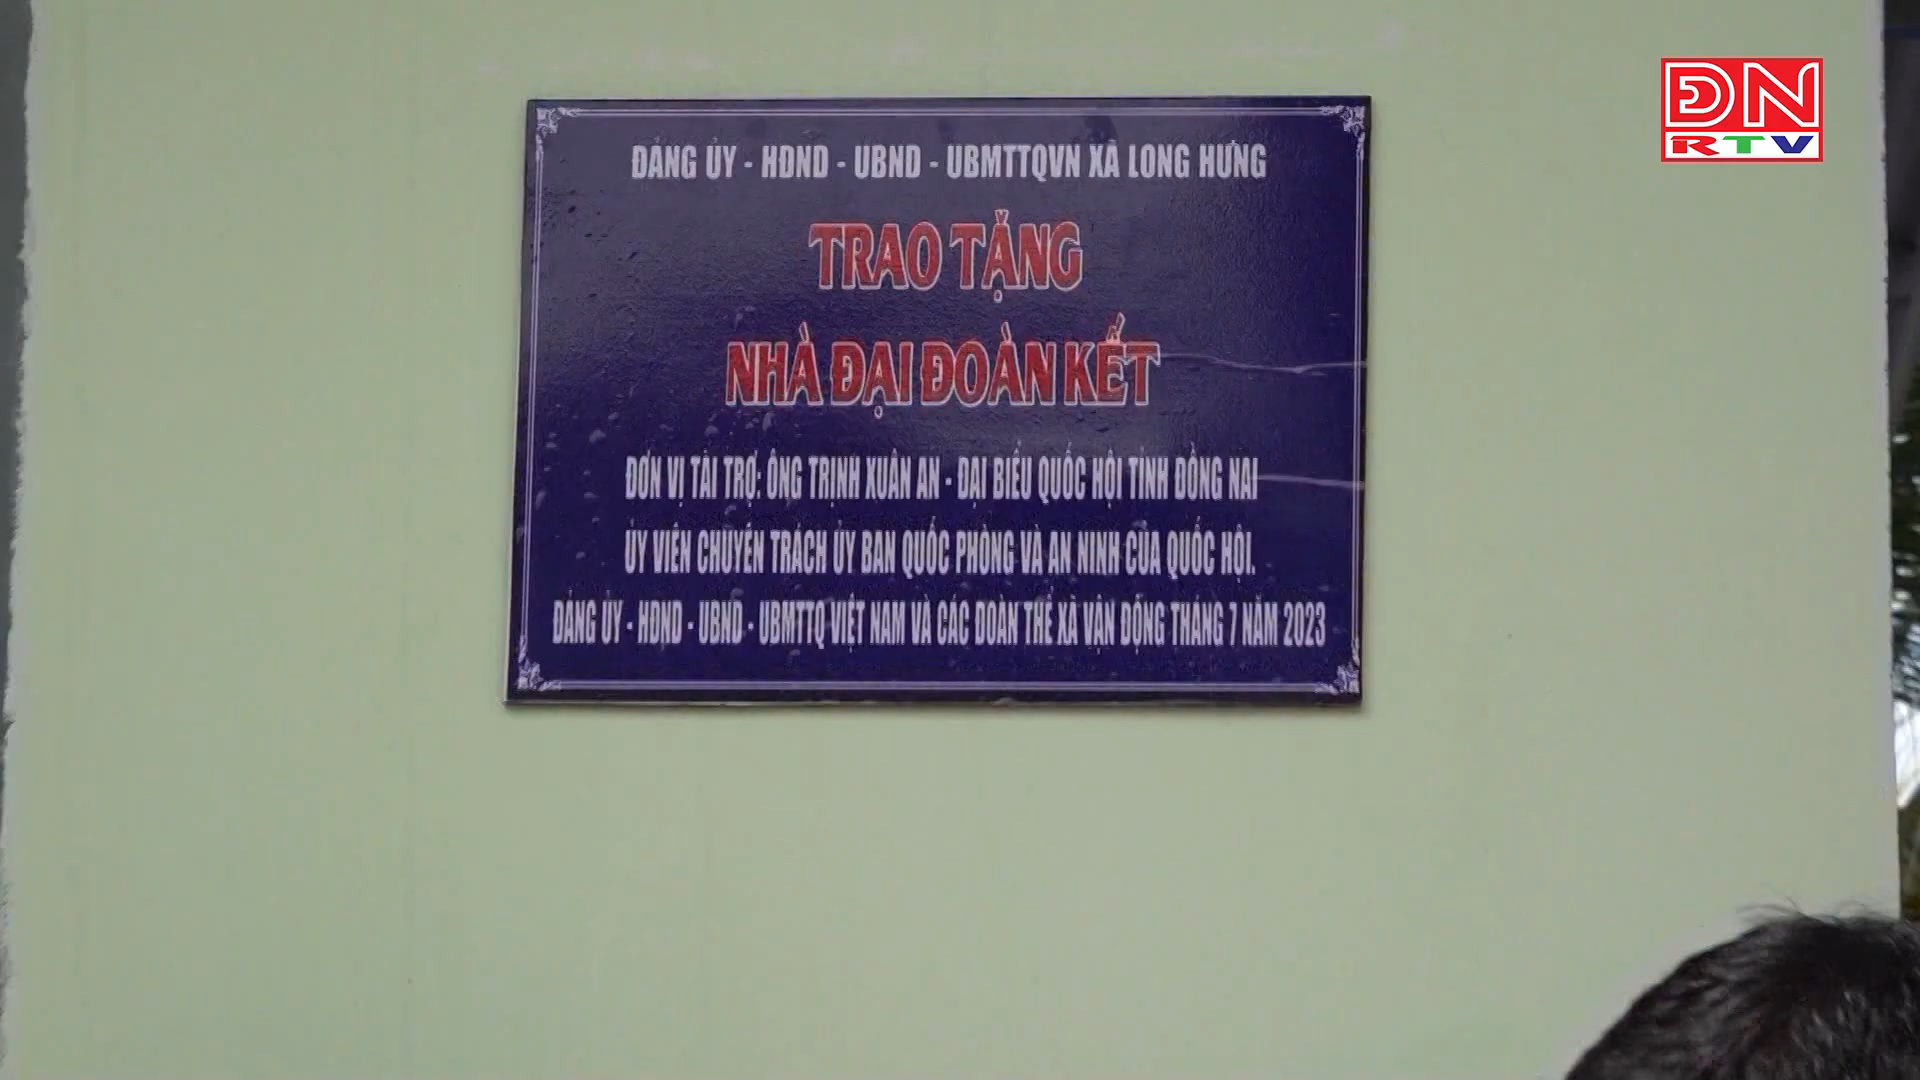 ĐN
RTV
ĐẢNG ỦY - HĐND - UBND - UBMTTQVN XÃ LONG HƯNG
TRAO TẶNG
NHÀ ĐẠI ĐOÀN KẾT
ĐƠN VỊ TÀI TRỢ: ÔNG TRỊNH XUÂN AN - ĐẠI BIỂU QUỐC HỘI TỈNH ĐỒNG NAI
ỦY VIÊN CHUYÊN TRÁCH ỦY BAN QUỐC PHÒNG VÀ AN NINH CỦA QUỐC HỘI.
ĐẢNG ỦY - HĐND - UBND - UBMTTQ VIỆT NAM VÀ CÁC ĐOÀN THỂ XÃ VẬN ĐỘNG THÁNG 7 NĂM 2023